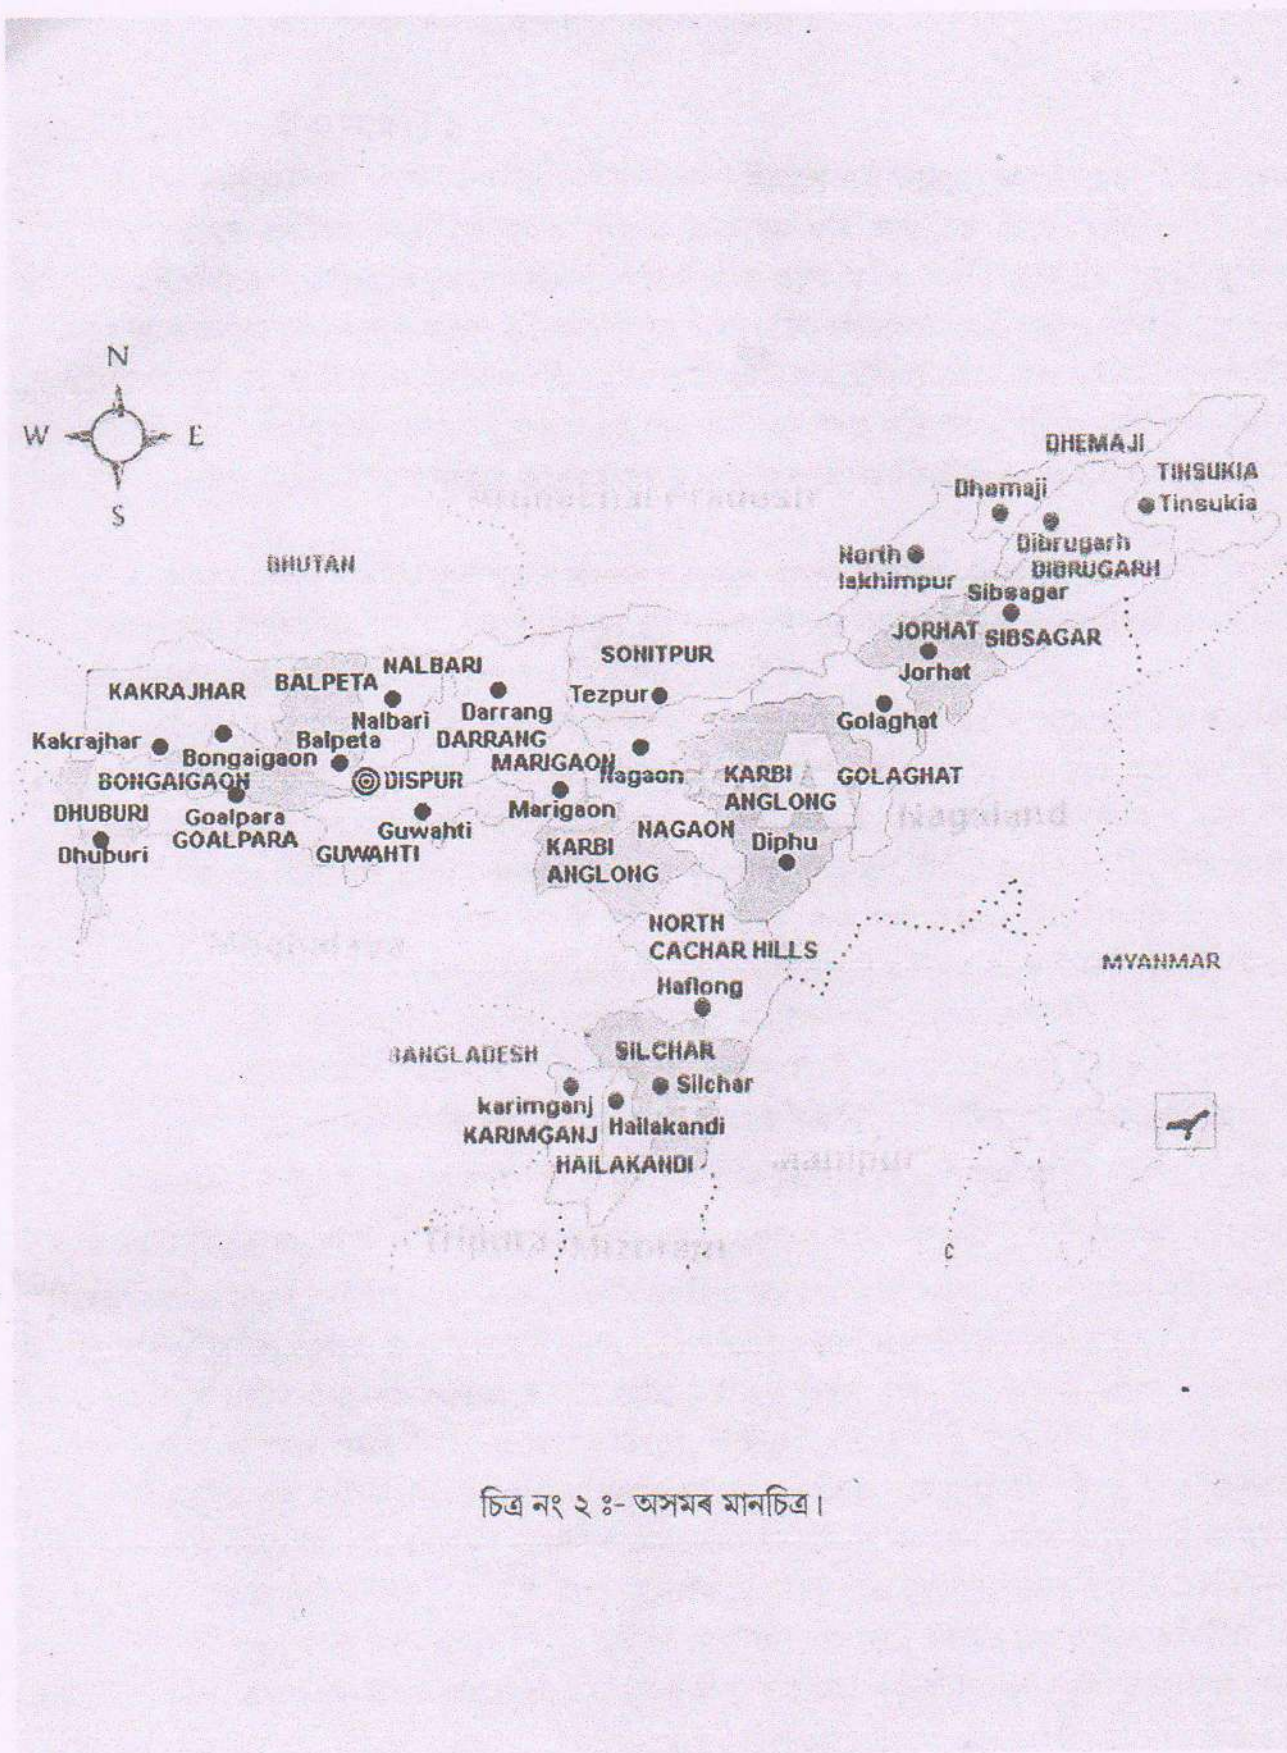 N
W E
S
DHEMAJI
TINSUKIA
Dhamaji
Tinsukia
Dibrugarh
DIBRUGARH
North
lakhimpur
Sibsagar
BHUTAN
JORHAT
SIBSAGAR
Jorhat
SONITPUR
NALBARI
BALPETA
KAKRAJHAR
Tezpur
Nalbari
Darrang
Golaghat
Kakrajhar
Balpeta
DARRANG
Bongaigaon
MARIGAON
Nagaon
BONGAIGAON
DISPUR
KARBI
ANGLONG
GOLAGHAT
DHUBURI
Goalpara
Marigaon
Nagaland
GOALPARA
Guwahti
NAGAON
Diphu
Dhuburi
GUWAHTI
KARBI
ANGLONG
NORTH
CACHAR HILLS
MYANMAR
Haflong
BANGLADESH
SILCHAR
Silchar
karimganj
KARIMGANJ
Hailakandi
HAILAKANDI
C
চিত্ৰ নং ২ ঃ- অসমৰ মানচিত্ৰ।